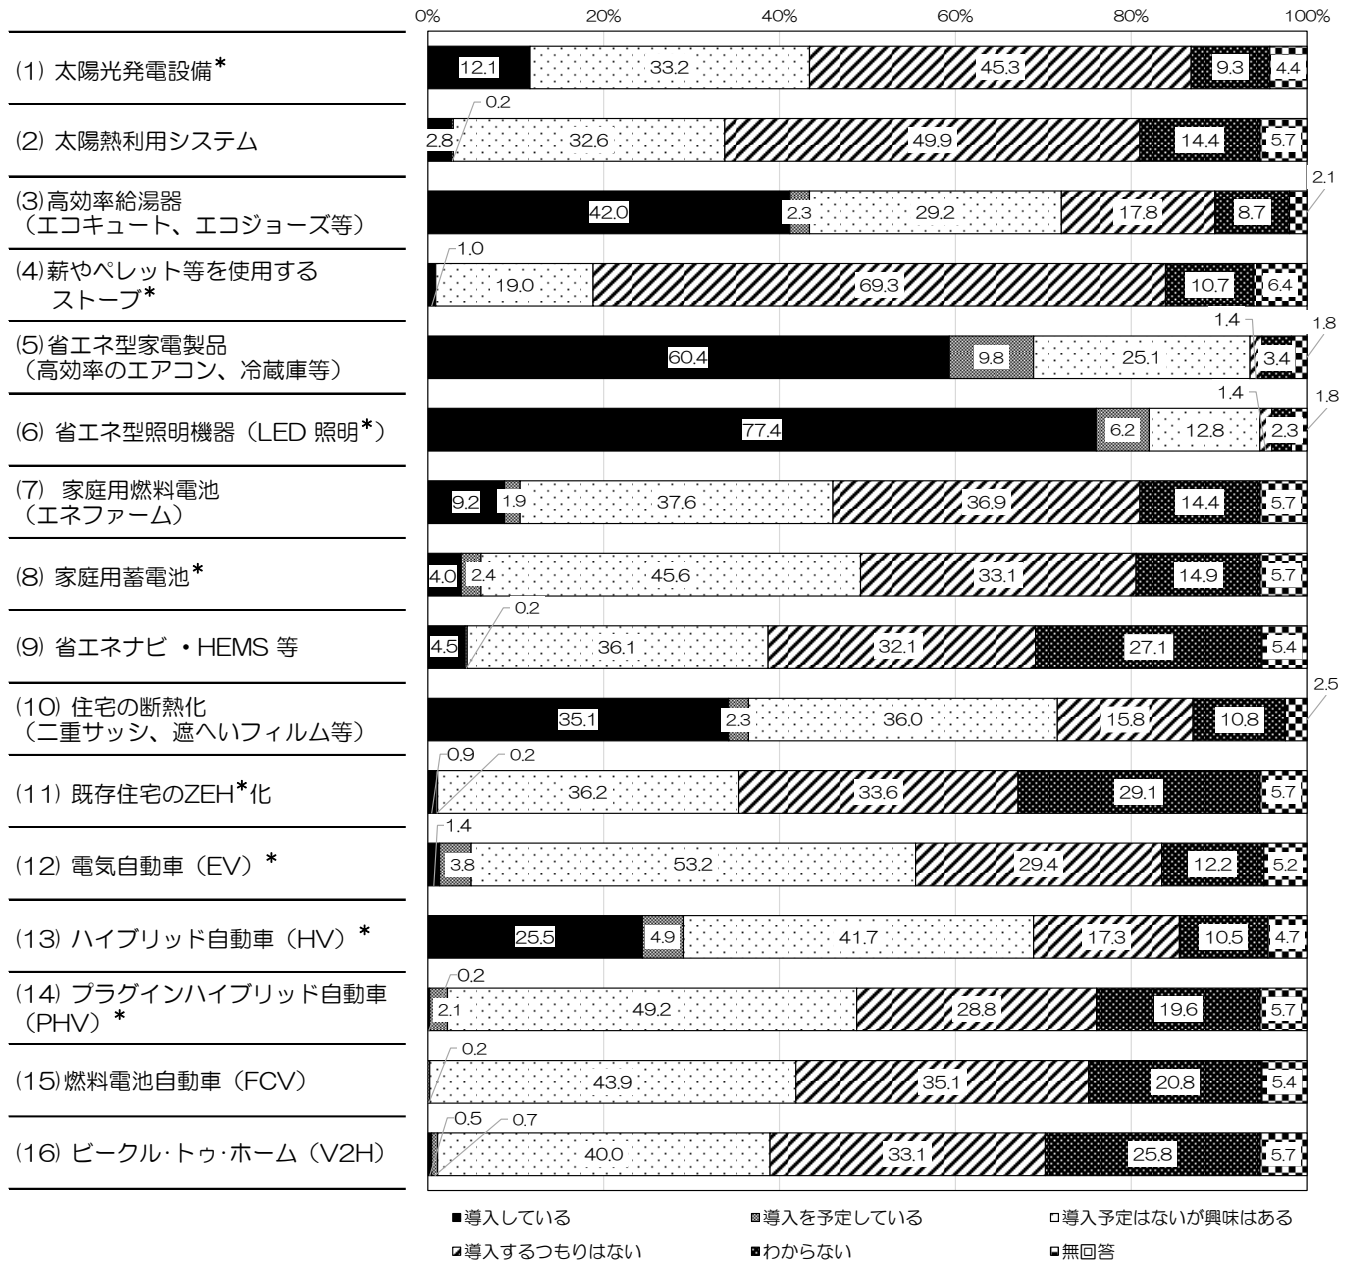 0% 20% 40% 60% 80% 100%
(1) 太陽光発電設備*
12.1 33.2 45.3 9.3 4.4
0.2
(2) 太陽熱利用システム
2.8 32.6 49.9 14.4 5.7
2.1
(3)高効率給湯器
（エコキュート、エコジョーズ等）
42.0 2.3 29.2 17.8 8.7
1.0
(4)薪やペレット等を使用する
ストーブ*
19.0 69.3 10.7 6.4
1.4 1.8
(5)省エネ型家電製品
（高効率のエアコン、冷蔵庫等）
60.4 9.8 25.1 3.4
1.4 1.8
(6) 省エネ型照明機器（LED 照明*）
77.4 6.2 12.8 2.3
(7) 家庭用燃料電池
（エネファーム）
9.2 1.9 37.6 36.9 14.4 5.7
(8) 家庭用蓄電池*
4.0 2.4 45.6 33.1 14.9 5.7
0.2
(9) 省エネナビ ・HEMS 等
4.5 36.1 32.1 27.1 5.4
2.5
(10) 住宅の断熱化
（二重サッシ、遮へいフィルム等）
35.1 2.3 36.0 15.8 10.8
0.9 0.2
(11) 既存住宅のZEH*化
36.2 33.6 29.1 5.7
1.4
(12) 電気自動車（EV）*
3.8 53.2 29.4 12.2 5.2
(13) ハイブリッド自動車（HV）*
25.5 4.9 41.7 17.3 10.5 4.7
0.2
(14) プラグインハイブリッド自動車
（PHV）*
2.1 49.2 28.8 19.6 5.7
0.2
(15)燃料電池自動車（FCV）
43.9 35.1 20.8 5.4
0.5 0.7
(16) ビークル・トゥ・ホーム（V2H）
40.0 33.1 25.8 5.7
導入している 導入を予定している 導入予定はないが興味はある
導入するつもりはない わからない 無回答